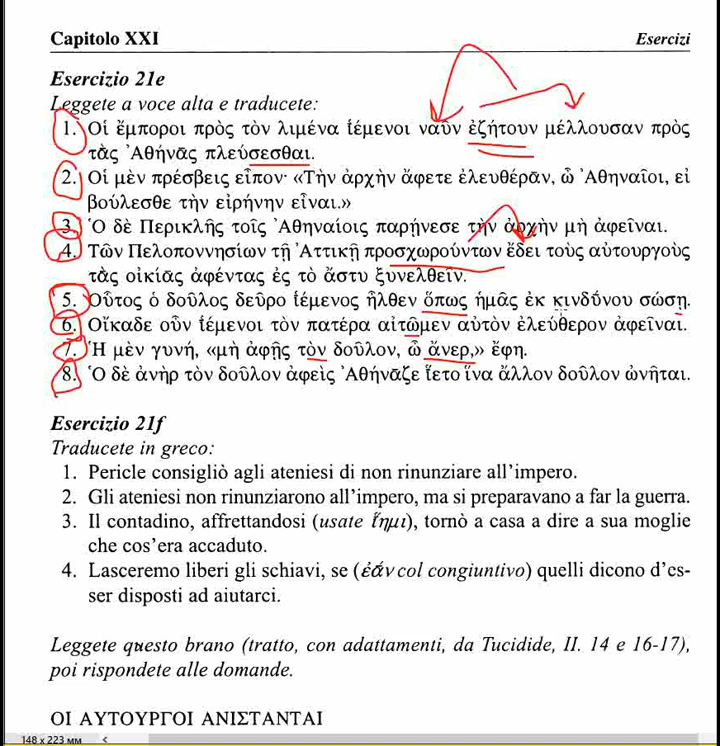 Capitolo XXI Esercizi
Esercizio 21e
Leggete a voce alta e traducete:
1. Οἱ ἔμποροι πρὸς τὸν λιμένα ἱέμενοι ναῦν ἐζήτουν μέλλουσαν πρὸς
τὰ̄ς Ἀθήνᾱς πλεύσεσθαι.
2. Οἱ μὲν πρέσβεις εἶπον· «Τὴν ἀρχὴν ἄφετε ἐλευθέρᾱν, ὦ Ἀθηναῖοι, εἰ
βούλεσθε τὴν εἰρήνην εἶναι.»
3. Ὁ δὲ Περικλῆς τοῖς Ἀθηναίοις παρῄνεσε τὴν ἀρχὴν μὴ ἀφεῖναι.
4. Τῶν Πελοποννησίων τῇ Ἀττικῇ προσχωρούντων ἔδει τοὺς αὐτουργοὺς
τὰ̄ς οἰκίᾱς ἀφέντας ἐς τὸ ἄστυ ξυνελθεῖν.
5. Οὗτος ὁ δοῦλος δεῦρο ἱέμενος ἦλθεν ὅπως ἡμᾶς ἐκ κινδύ̄νου σώσῃ.
6. Οἴκαδε οὖν ἱέμενοι τὸν πατέρα αἰτῶμεν αὐτὸν ἐλεύθερον ἀφεῖναι.
7. Ἡ μὲν γυνή, «μὴ ἀφῇς τὸν δοῦλον, ὦ ἄνερ,» ἔφη.
8. Ὁ δὲ ἀνὴρ τὸν δοῦλον ἀφεὶς Ἀθήνᾱζε ἵετο ἵνα ἄλλον δοῦλον ὠνῆται.
Esercizio 21f
Traducete in greco:
1. Pericle consigliò agli ateniesi di non rinunziare all’impero.
2. Gli ateniesi non rinunziarono all’impero, ma si preparavano a far la guerra.
3. Il contadino, affrettandosi (usate ἵ̄ημι), tornò a casa a dire a sua moglie
che cos’era accaduto.
4. Lasceremo liberi gli schiavi, se (ἐάν col congiuntivo) quelli dicono d’es-
ser disposti ad aiutarci.
Leggete questo brano (tratto, con adattamenti, da Tucidide, II. 14 e 16-17),
poi rispondete alle domande.
ΟΙ ΑΥΤΟΥΡΓΟΙ ΑΝΙΣΤΑΝΤΑΙ
148 x 223 мм